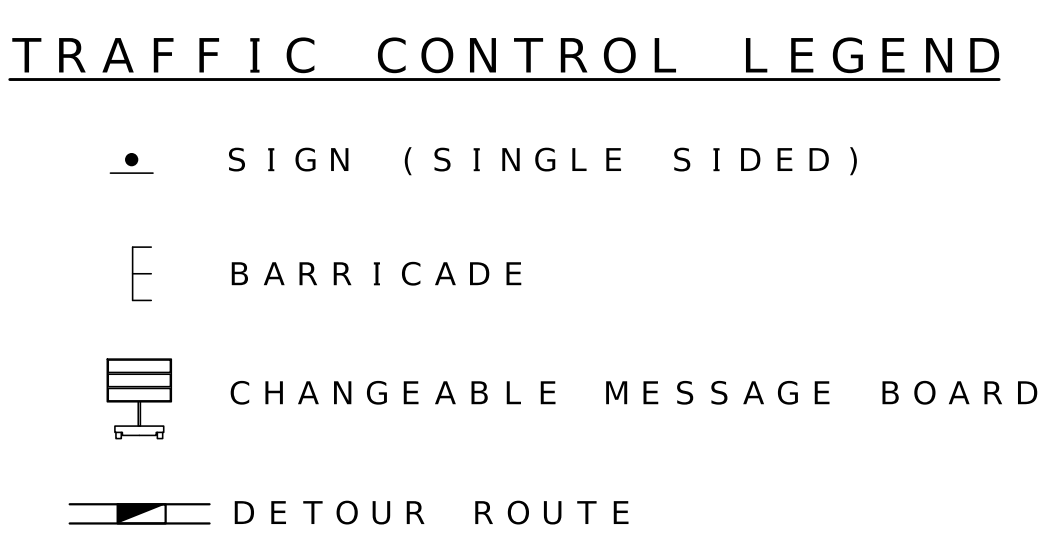 TRAFFIC CONTROL LEGEND
SIGN (SINGLE SIDED)
BARRICADE
CHANGEABLE MESSAGE BOARD
DETOUR ROUTE